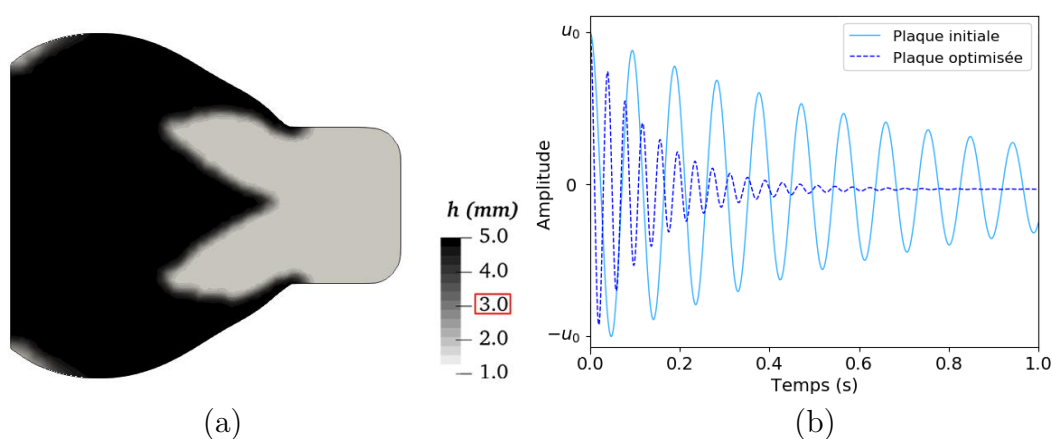 h (mm)
5.0
4.0
3.0
2.0
1.0
(a)
u₀
0
−u₀
Amplitude
Plaque initiale
Plaque optimisée
0.0 0.2 0.4 0.6 0.8 1.0
Temps (s)
(b)